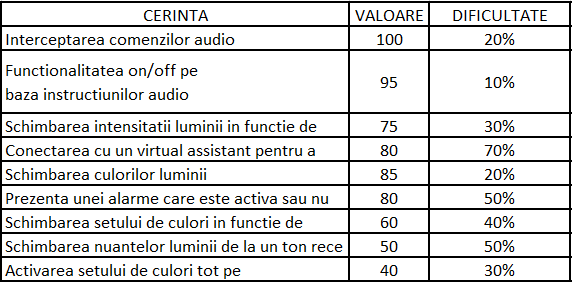 CERINTA VALOARE DIFICULTATE
Interceptarea comenzilor audio 100 20%
Functionalitatea on/off pe
baza instructiunilor audio 95 10%
Schimbarea intensitatii luminii in functie de 75 30%
Conectarea cu un virtual assistant pentru a 80 70%
Schimbarea culorilor luminii 85 20%
Prezenta unei alarme care este activa sau nu 80 50%
Schimbarea setului de culori in functie de 60 40%
Schimbarea nuantelor luminii de la un ton rece 50 50%
Activarea setului de culori tot pe 40 30%